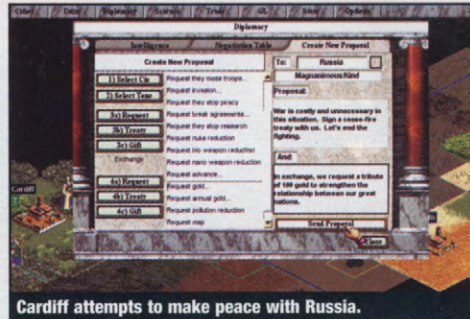 Cities Units Diplomacy Science Trade GL Stats Options
Diplomacy
Intelligence Negotiation Table Create New Proposal
Create New Proposal
1) Select Civ
2) Select Tone
3a) Request
3b) Treaty
3c) Gift
Exchange
4a) Request
4b) Treaty
4c) Gift
Request they move troops...
Request invasion...
Request they stop piracy
Request break agreements...
Request they stop research
Request nuke reduction
Request bio weapon reduction
Request nano weapon reduction
Request advance...
Request gold...
Request annual gold...
Request pollution reduction
Request map
To: Russia
Magnanimous/Kind
Proposal:
War is costly and unnecessary in
this situation. Sign a cease-fire
treaty with us. Let's end the
fighting.
And:
In exchange, we request a tribute
of 100 gold to strengthen the
relationship between our great
nations.
Send Proposal
Close
Cardiff
Cardiff attempts to make peace with Russia.